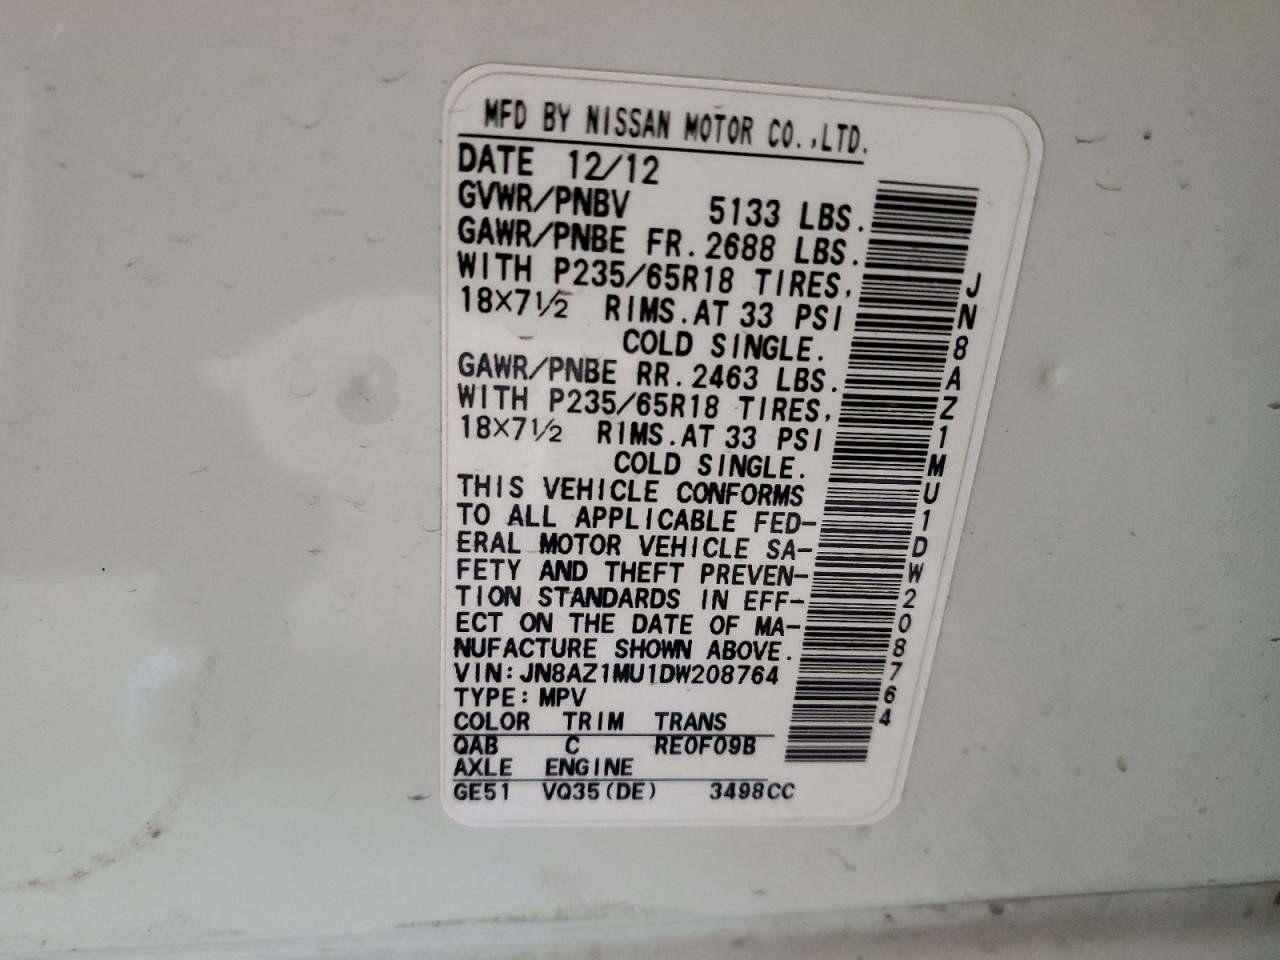 MFD BY NISSAN MOTOR CO.,LTD.
DATE 12/12
GVWR/PNBV 5133 LBS.
GAWR/PNBE FR.2688 LBS.
WITH P235/65R18 TIRES,
18×7½ RIMS.AT 33 PSI
COLD SINGLE.
GAWR/PNBE RR.2463 LBS.
WITH P235/65R18 TIRES,
18×7½ RIMS.AT 33 PSI
COLD SINGLE.
THIS VEHICLE CONFORMS
TO ALL APPLICABLE FED-
ERAL MOTOR VEHICLE SA-
FETY AND THEFT PREVEN-
TION STANDARDS IN EFF-
ECT ON THE DATE OF MA-
NUFACTURE SHOWN ABOVE.
VIN:JN8AZ1MU1DW208764
TYPE:MPV
COLOR TRIM TRANS
QAB C RE0F09B
AXLE ENGINE
GE51 VQ35(DE) 3498CC
JN8AZ1MU1DW208764